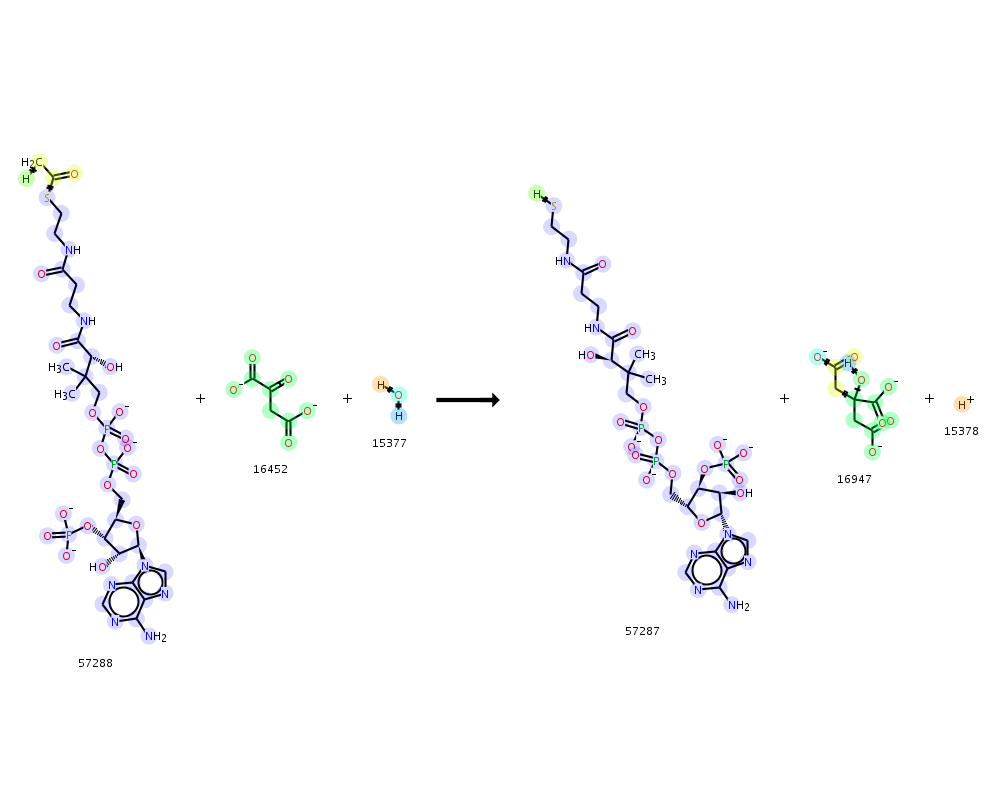 H₂C
H
O
S
NH
O
NH
O
OH
H₃C
H₃C
O
O⁻
P
O
O
O⁻
P
O
O
O⁻
O
P
O
O⁻
O
HO
N
N
N
N
N
NH₂
57288
+
O
O⁻
O
O⁻
O
16452
+
H
O
H
15377
H
S
HN
O
HN
O
HO
CH₃
CH₃
O
O
P
O⁻
O
O
P
O⁻
O
O⁻
P
O⁻
O
O
OH
O
N
N
N
N
N
NH₂
57287
+
O⁻
O
H
O
O⁻
O
O
O⁻
16947
+
H⁺
15378